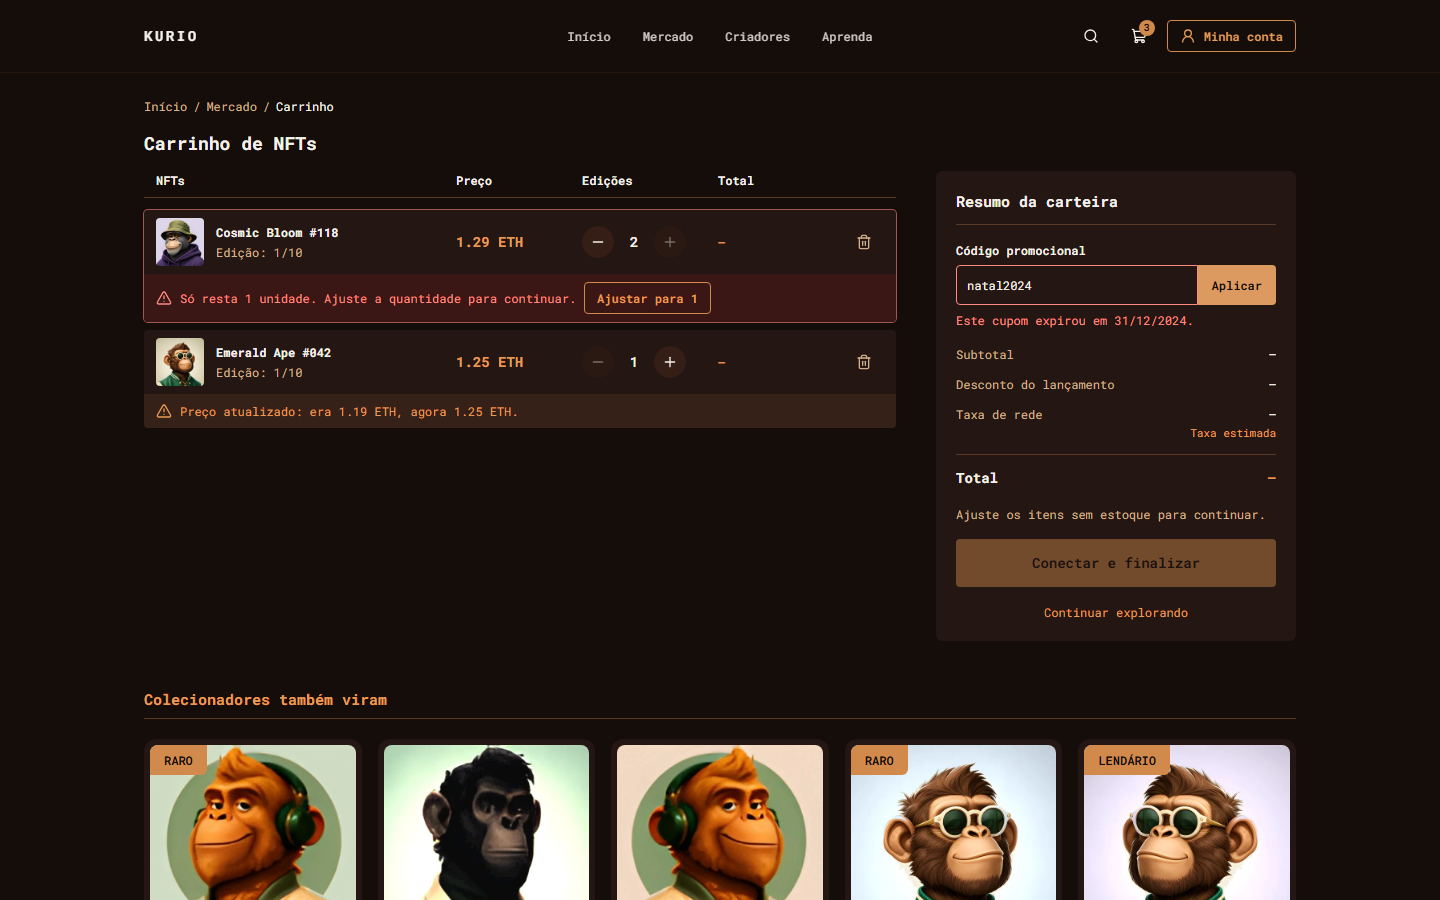 KURIO
Início Mercado Criadores Aprenda
3
Minha conta
Início / Mercado / Carrinho
Carrinho de NFTs
NFTs Preço Edições Total
Cosmic Bloom #118
Edição: 1/10
1.29 ETH
2
–
Só resta 1 unidade. Ajuste a quantidade para continuar.
Ajustar para 1
Emerald Ape #042
Edição: 1/10
1.25 ETH
1
–
Preço atualizado: era 1.19 ETH, agora 1.25 ETH.
Resumo da carteira
Código promocional
natal2024
Aplicar
Este cupom expirou em 31/12/2024.
Subtotal –
Desconto do lançamento –
Taxa de rede –
Taxa estimada
Total –
Ajuste os itens sem estoque para continuar.
Conectar e finalizar
Continuar explorando
Colecionadores também viram
RARO
RARO
LENDÁRIO